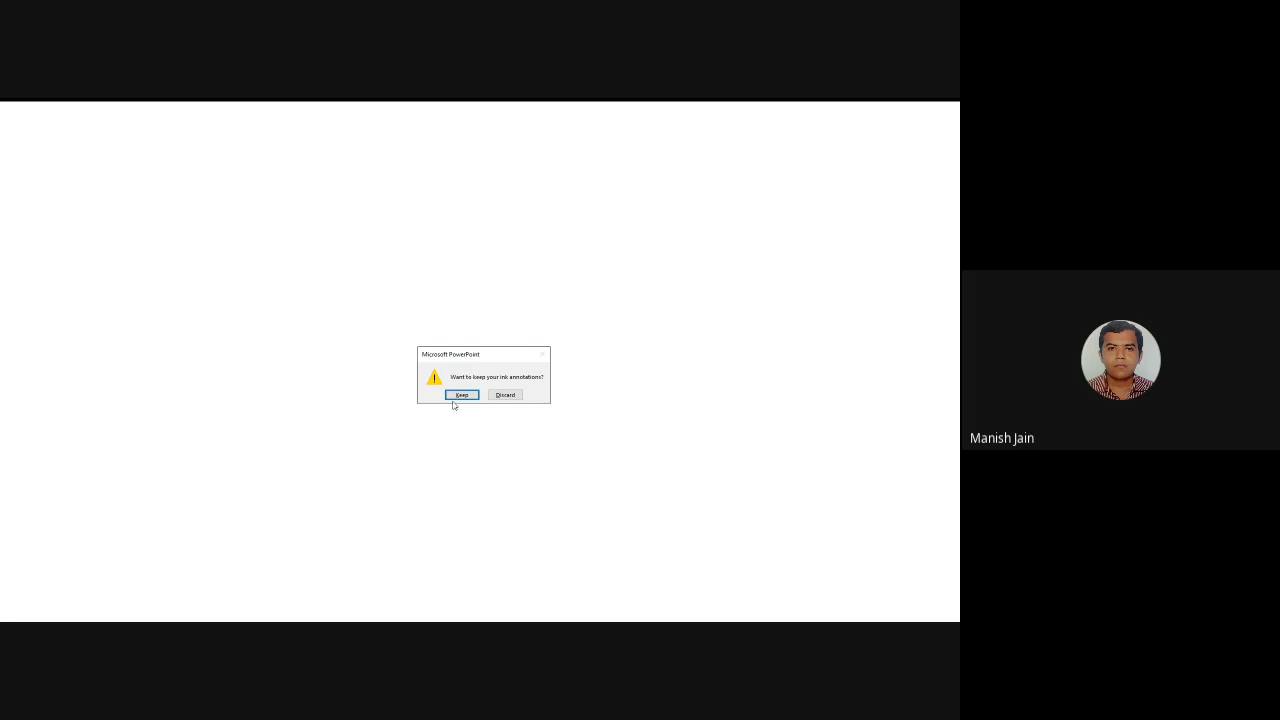 Microsoft PowerPoint
Want to keep your ink annotations?
Keep
Discard
Manish Jain